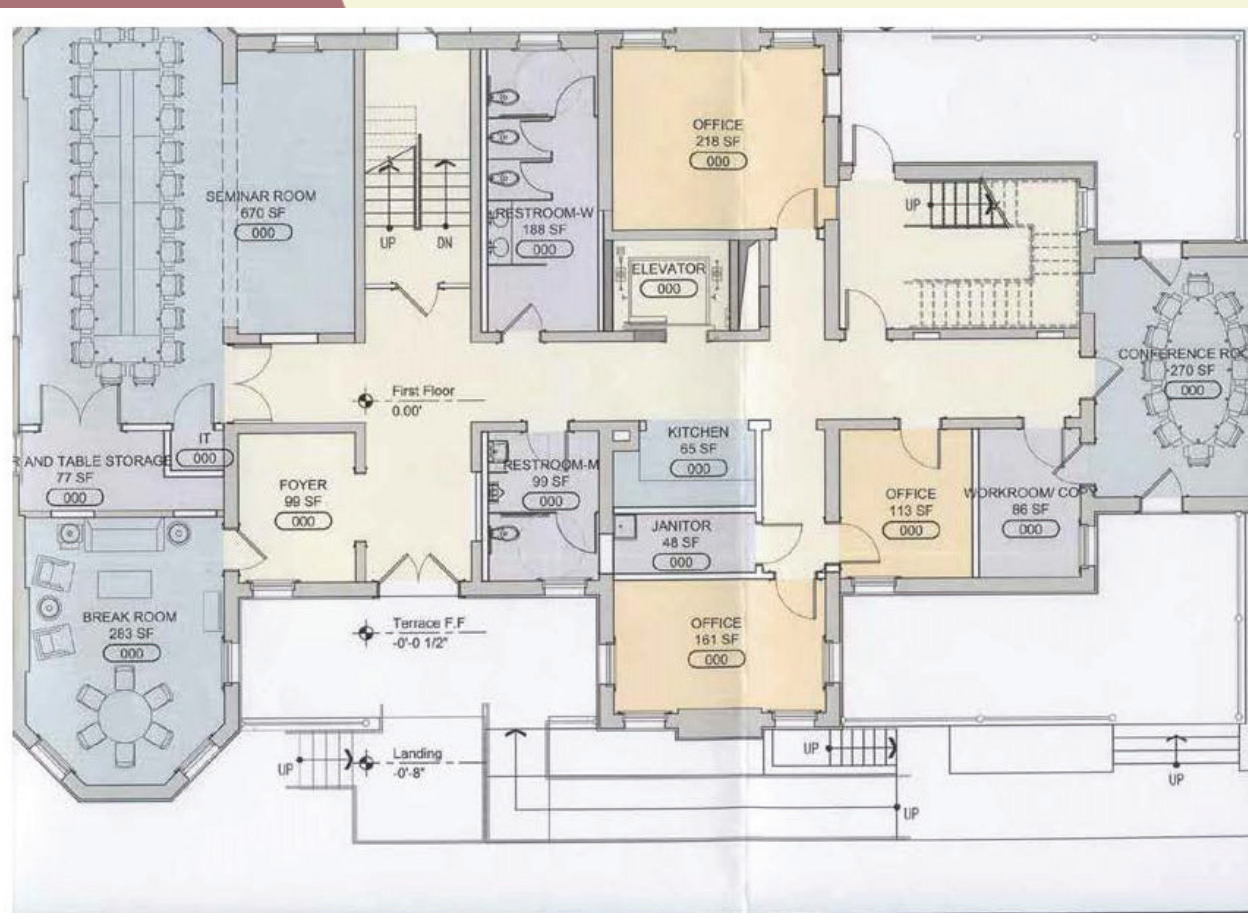 OFFICE
218 SF
000
SEMINAR ROOM
670 SF
000
UP
DN
RESTROOM-W
188 SF
000
UP
ELEVATOR
000
CONFERENCE ROO
270 SF
000
First Floor
0.00'
IT
000
R AND TABLE STORAGE
77 SF
000
FOYER
99 SF
000
RESTROOM-M
99 SF
000
KITCHEN
65 SF
000
JANITOR
48 SF
000
OFFICE
113 SF
000
WORKROOM/ COPY
86 SF
000
BREAK ROOM
283 SF
000
Terrace F.F
-0'-0 1/2"
OFFICE
161 SF
000
Landing
-0'-8"
UP
UP
UP
UP